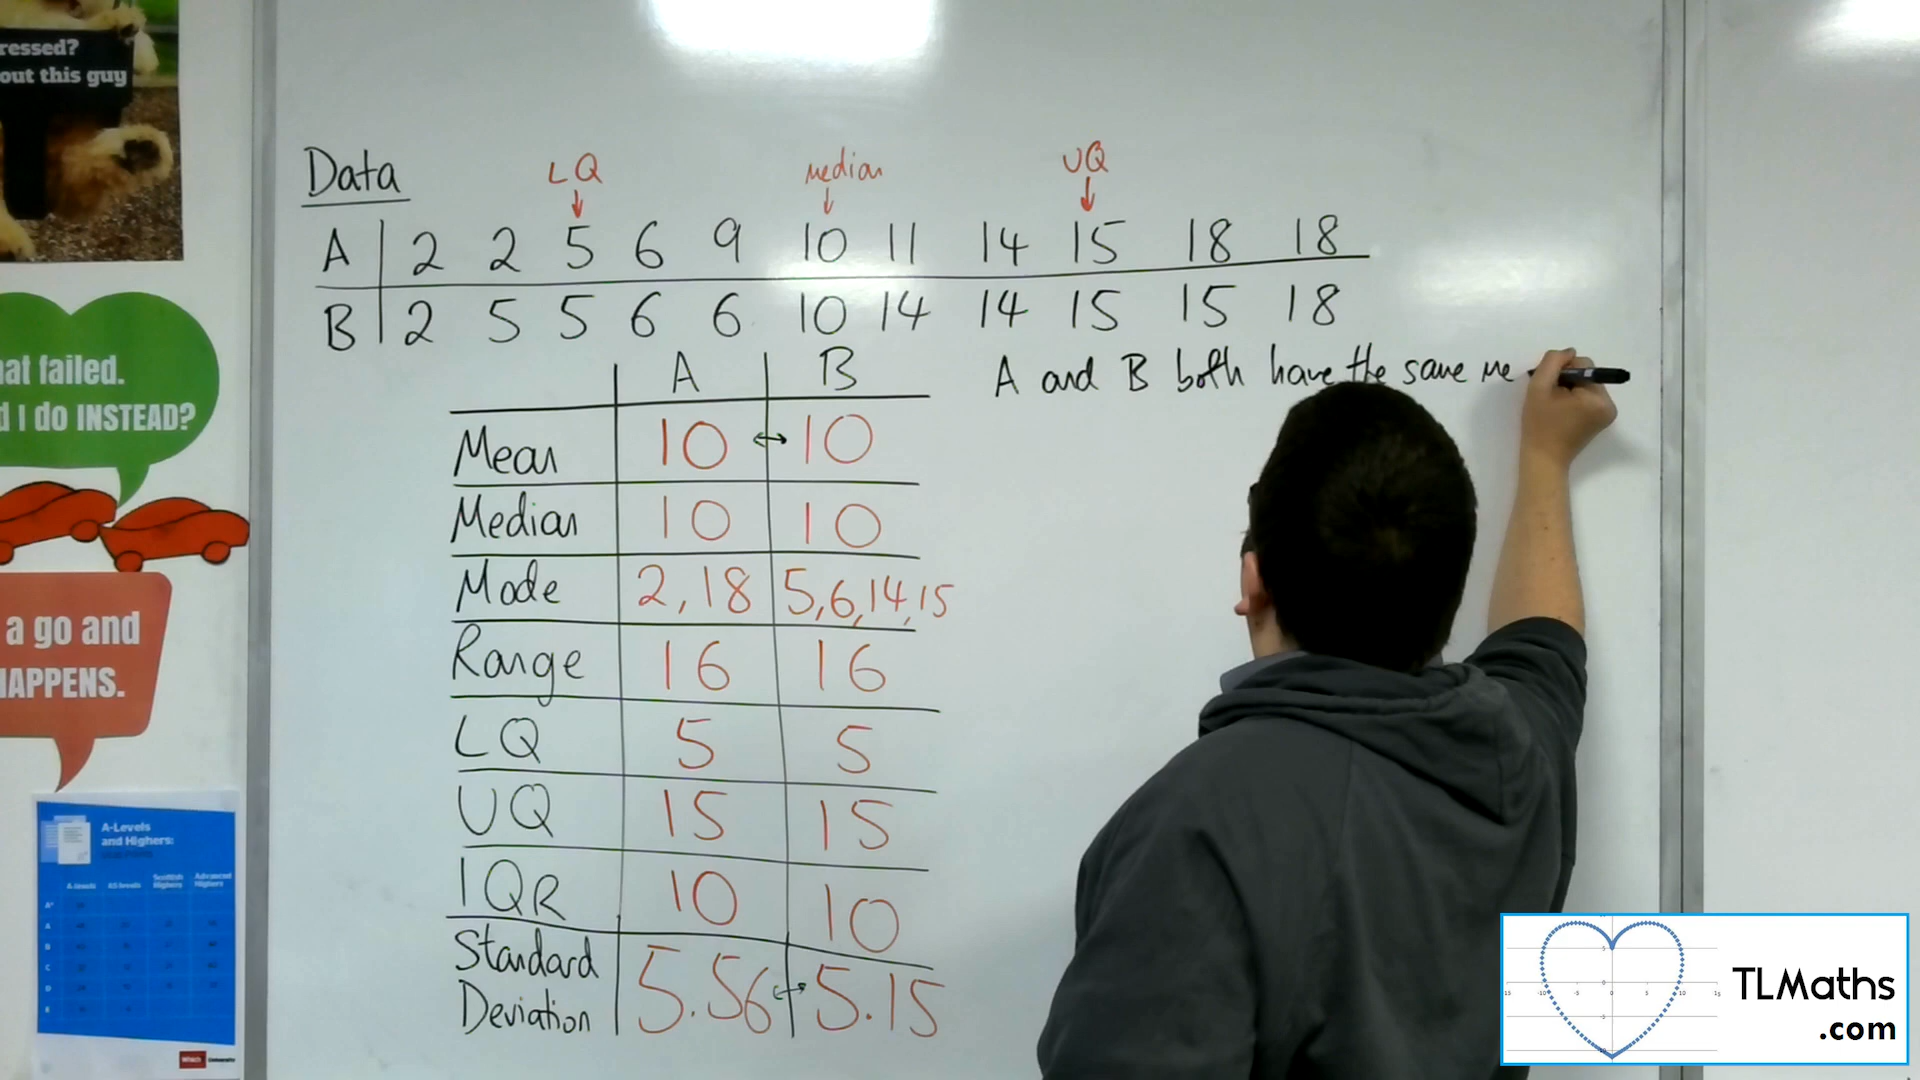 ressed?
out this guy
Data
LQ
Median
UQ
A 2 2 5 6 9 10 11 14 15 18 18
B 2 5 5 6 6 10 14 14 15 15 18
A B
A and B both have the same me
Mean 10 10
Median 10 10
Mode 2, 18 5, 6, 14, 15
Range 16 16
LQ 5 5
UQ 15 15
IQR 10 10
Standard
Deviation 5.56 5.15
hat failed.
d I do INSTEAD?
a go and
HAPPENS.
A-Levels
and Highers:
TLMaths
.com